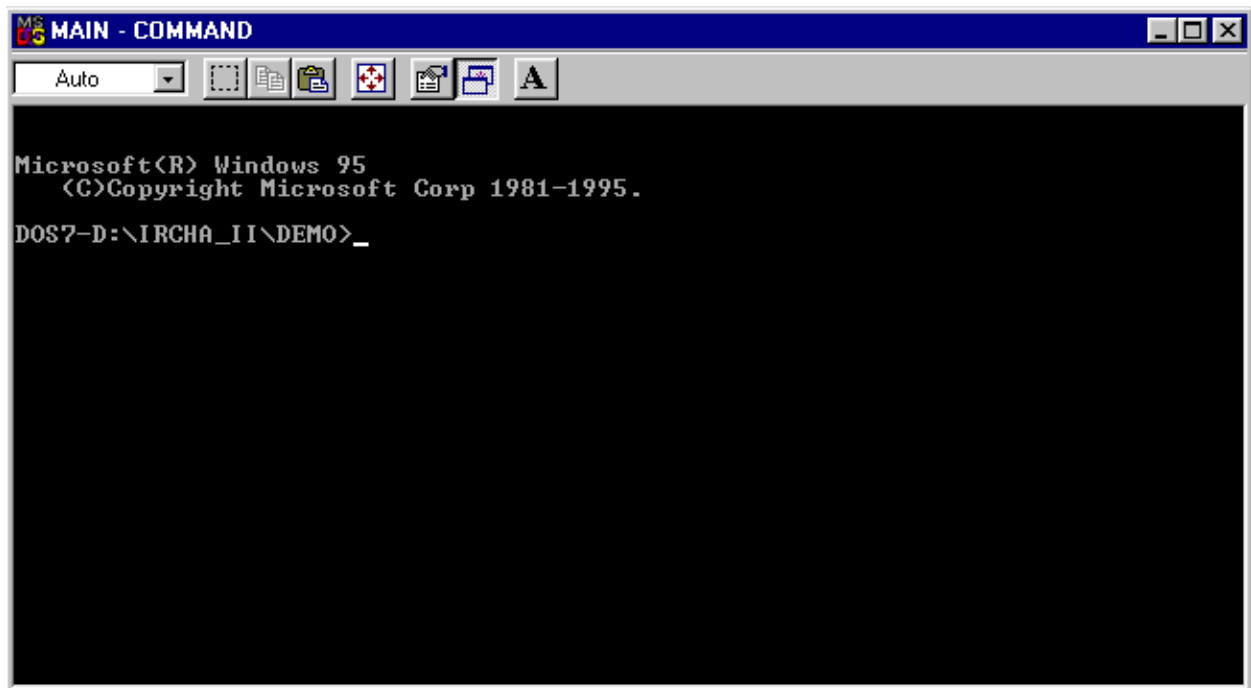 MAIN - COMMAND
Auto
A
Microsoft(R) Windows 95
(C)Copyright Microsoft Corp 1981-1995.
DOS7-D:\IRCHA_II\DEMO>_